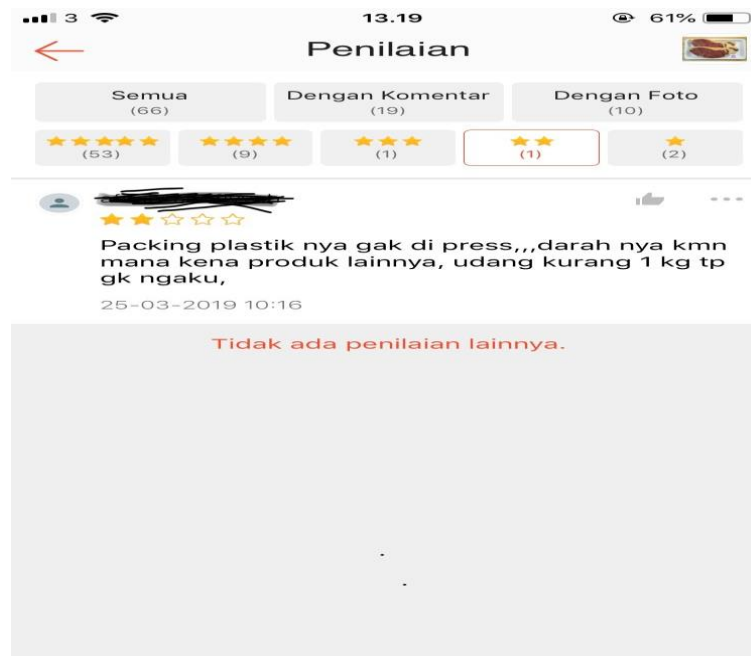 3 13.19 61%
Penilaian
Semua Dengan Komentar Dengan Foto
(66) (19) (10)
(53) (9) (1) (1) (2)
Packing plastik nya gak di press,,,darah nya kmn
mana kena produk lainnya, udang kurang 1 kg tp
gk ngaku,
25-03-2019 10:16
Tidak ada penilaian lainnya.